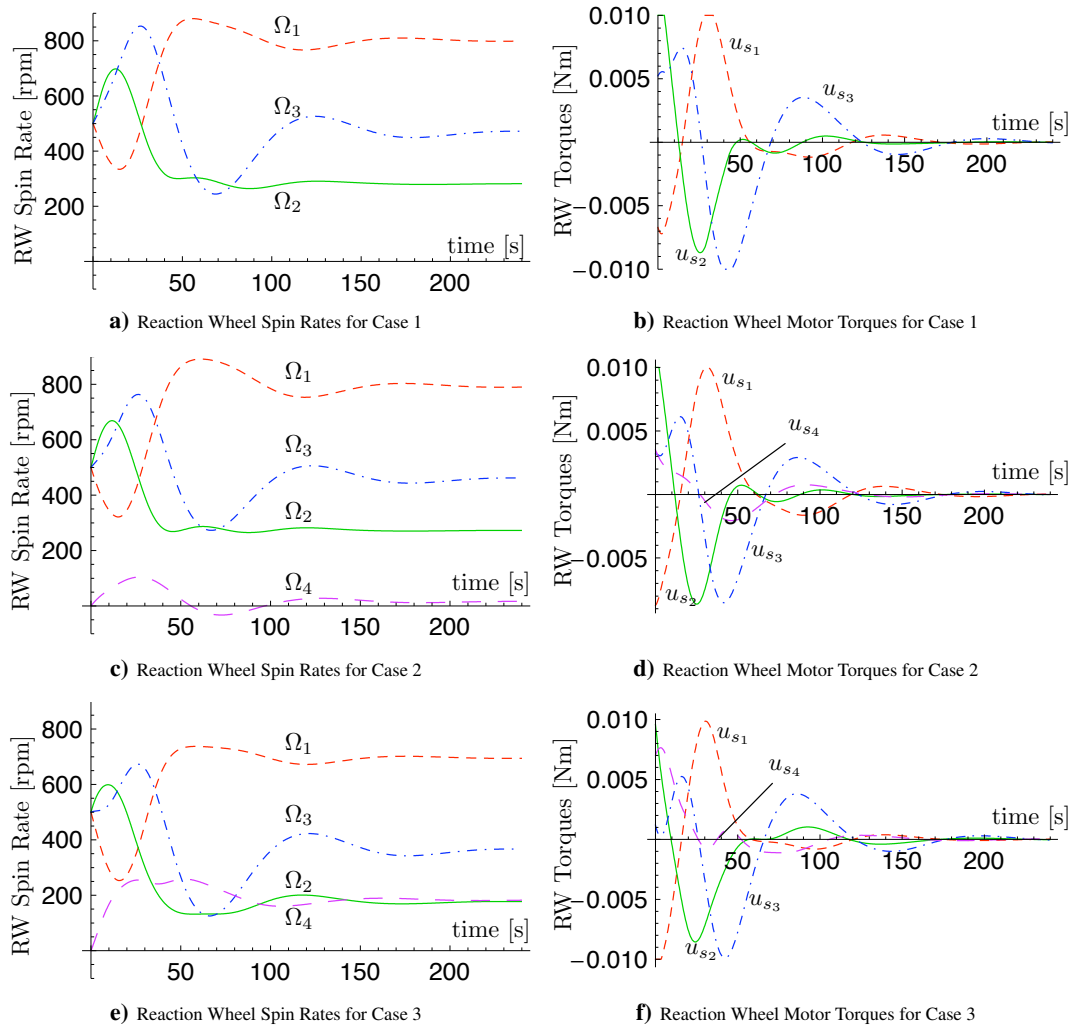 RW Spin Rate [rpm]
800
600
400
200
Ω1
Ω3
Ω2
time [s]
50 100 150 200
a) Reaction Wheel Spin Rates for Case 1
RW Torques [Nm]
0.010
0.005
−0.005
−0.010
us1
us3
time [s]
50 100 150 200
us2
b) Reaction Wheel Motor Torques for Case 1
RW Spin Rate [rpm]
800
600
400
200
Ω1
Ω3
Ω2
Ω4
time [s]
50 100 150 200
c) Reaction Wheel Spin Rates for Case 2
RW Torques [Nm]
0.010
0.005
−0.005
us1
us4
time [s]
50 100 150 200
us3
us2
d) Reaction Wheel Motor Torques for Case 2
RW Spin Rate [rpm]
800
600
400
200
Ω1
Ω3
Ω2
Ω4
time [s]
50 100 150 200
e) Reaction Wheel Spin Rates for Case 3
RW Torques [Nm]
0.010
0.005
−0.005
−0.010
us1
us4
time [s]
50 100 150 200
us3
us2
f) Reaction Wheel Motor Torques for Case 3